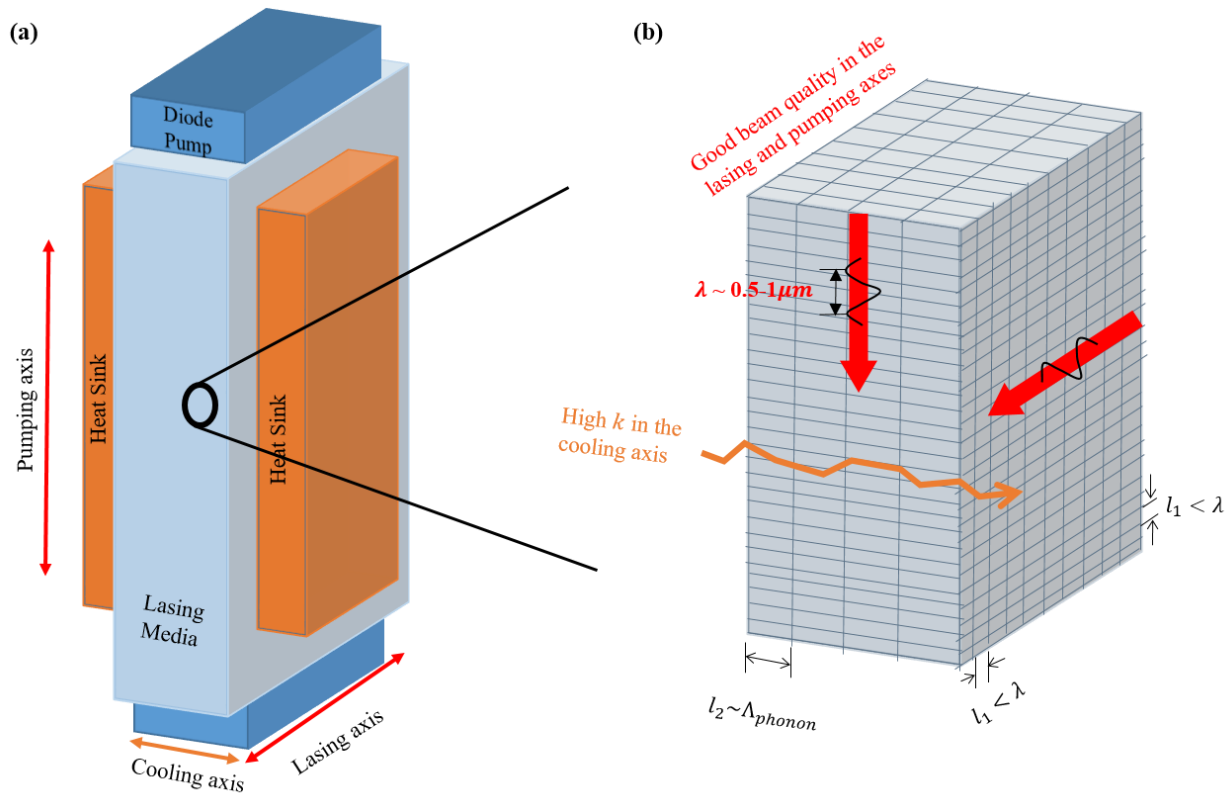 (a)
Diode
Pump
Pumping axis
Heat Sink
Heat Sink
Lasing
Media
Cooling axis
Lasing axis
(b)
Good beam quality in the
lasing and pumping axes
λ ~ 0.5-1μm
High k in the
cooling axis
l₁ < λ
l₂~Λphonon
l₁ < λ